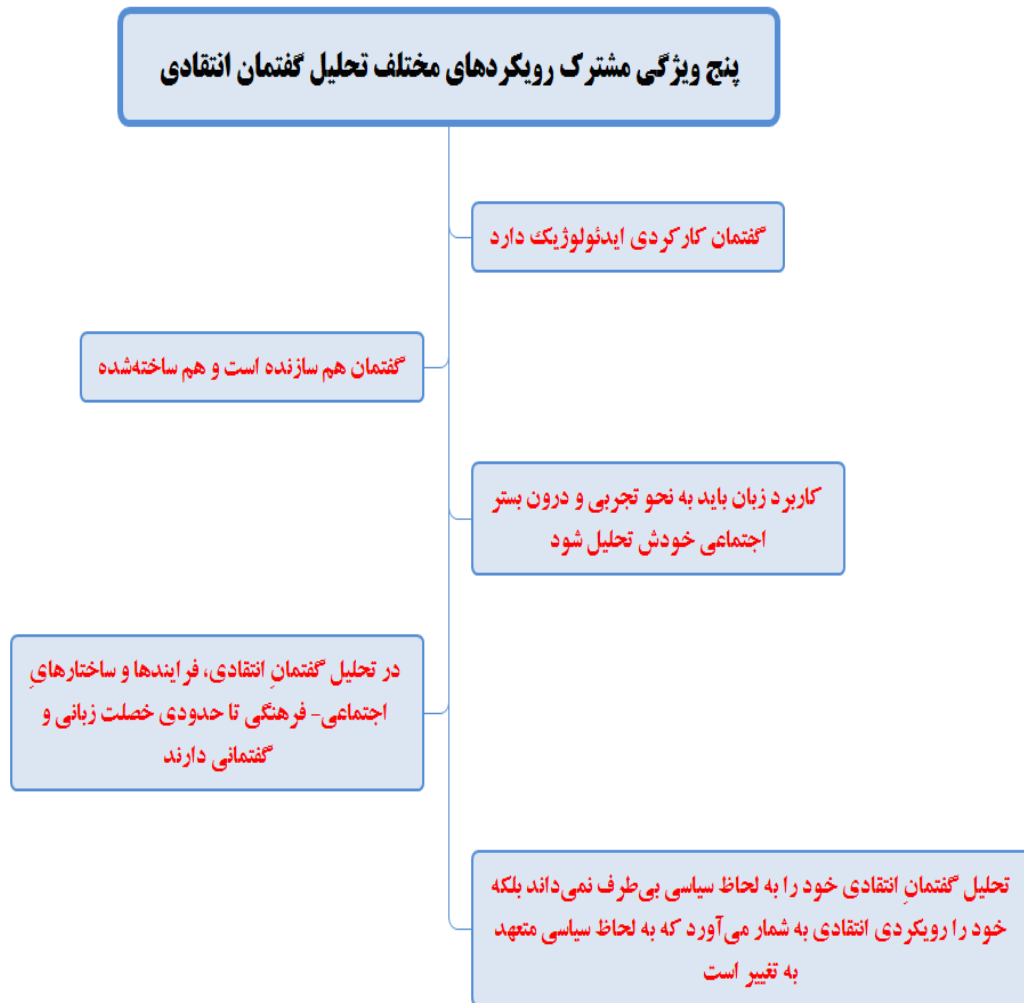 پنج ویژگی مشترک رویکردهای مختلف تحلیل گفتمان انتقادی
گفتمان کارکردی ایدئولوژیک دارد
گفتمان هم سازنده است و هم ساخته‌شده
کاربرد زبان باید به نحو تجربی و درون بستر
اجتماعی خودش تحلیل شود
در تحلیل گفتمانِ انتقادی، فرایندها و ساختارهایِ
اجتماعی- فرهنگی تا حدودی خصلت زبانی و
گفتمانی دارند
تحلیل گفتمانِ انتقادی خود را به لحاظ سیاسی بی‌طرف نمی‌داند بلکه
خود را رویکردی انتقادی به شمار می‌آورد که به لحاظ سیاسی متعهد
به تغییر است